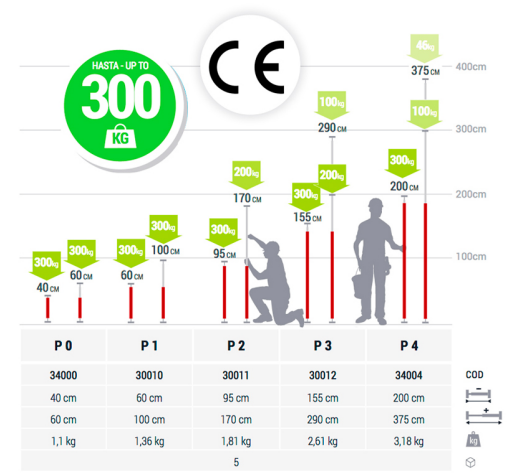 HASTA - UP TO
300
KG
CE
46kg
375 CM
400cm
100kg
290 CM
100kg
300cm
200kg
170 CM
300kg
155 CM
200kg
300kg
200 CM
200cm
300kg
40 CM
300kg
60 CM
300kg
60 CM
300kg
100 CM
300kg
95 CM
100cm
P 0 P 1 P 2 P 3 P 4
34000 30010 30011 30012 34004 COD
40 cm 60 cm 95 cm 155 cm 200 cm -
60 cm 100 cm 170 cm 290 cm 375 cm +
1,1 kg 1,36 kg 1,81 kg 2,61 kg 3,18 kg kg
5